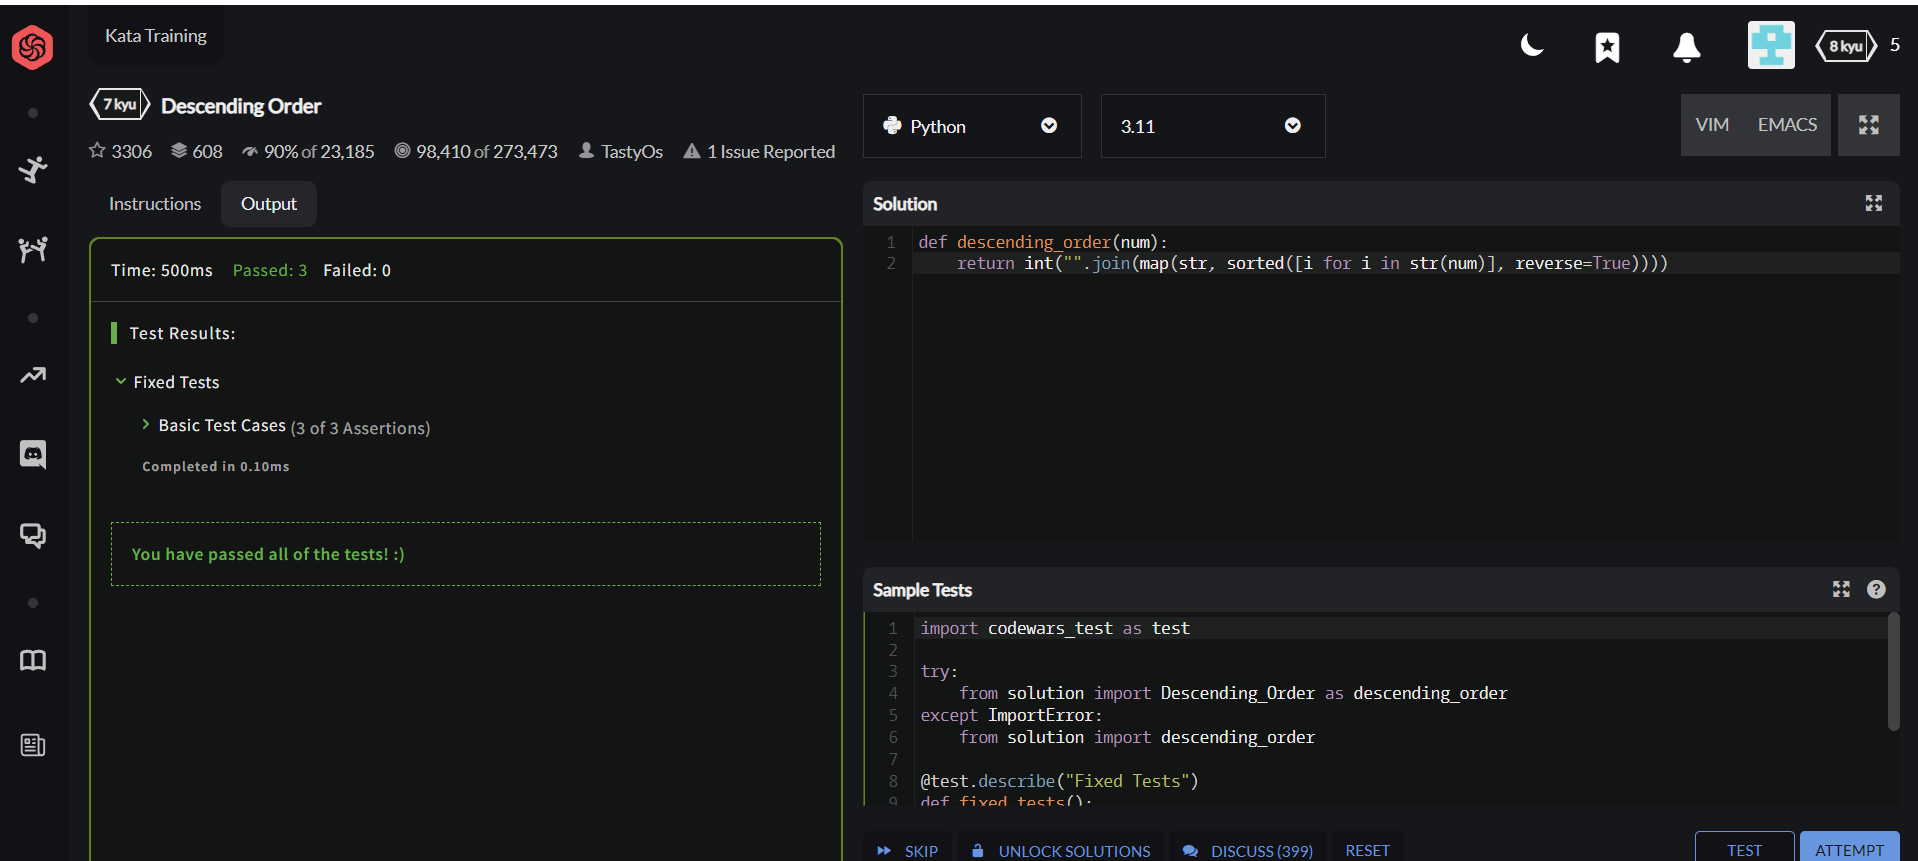 Kata Training
8 kyu 5
7 kyu Descending Order
3306 608 90% of 23,185 98,410 of 273,473 TastyOs 1 Issue Reported
Instructions Output
Time: 500ms Passed: 3 Failed: 0
Test Results:
Fixed Tests
Basic Test Cases (3 of 3 Assertions)
Completed in 0.10ms
You have passed all of the tests! :)
Python 3.11 VIM EMACS
Solution
1 def descending_order(num):
2     return int("".join(map(str, sorted([i for i in str(num)], reverse=True))))
Sample Tests
1 import codewars_test as test
2
3 try:
4     from solution import Descending_Order as descending_order
5 except ImportError:
6     from solution import descending_order
7
8 @test.describe("Fixed Tests")
9 def fixed_tests():
SKIP UNLOCK SOLUTIONS DISCUSS (399) RESET TEST ATTEMPT